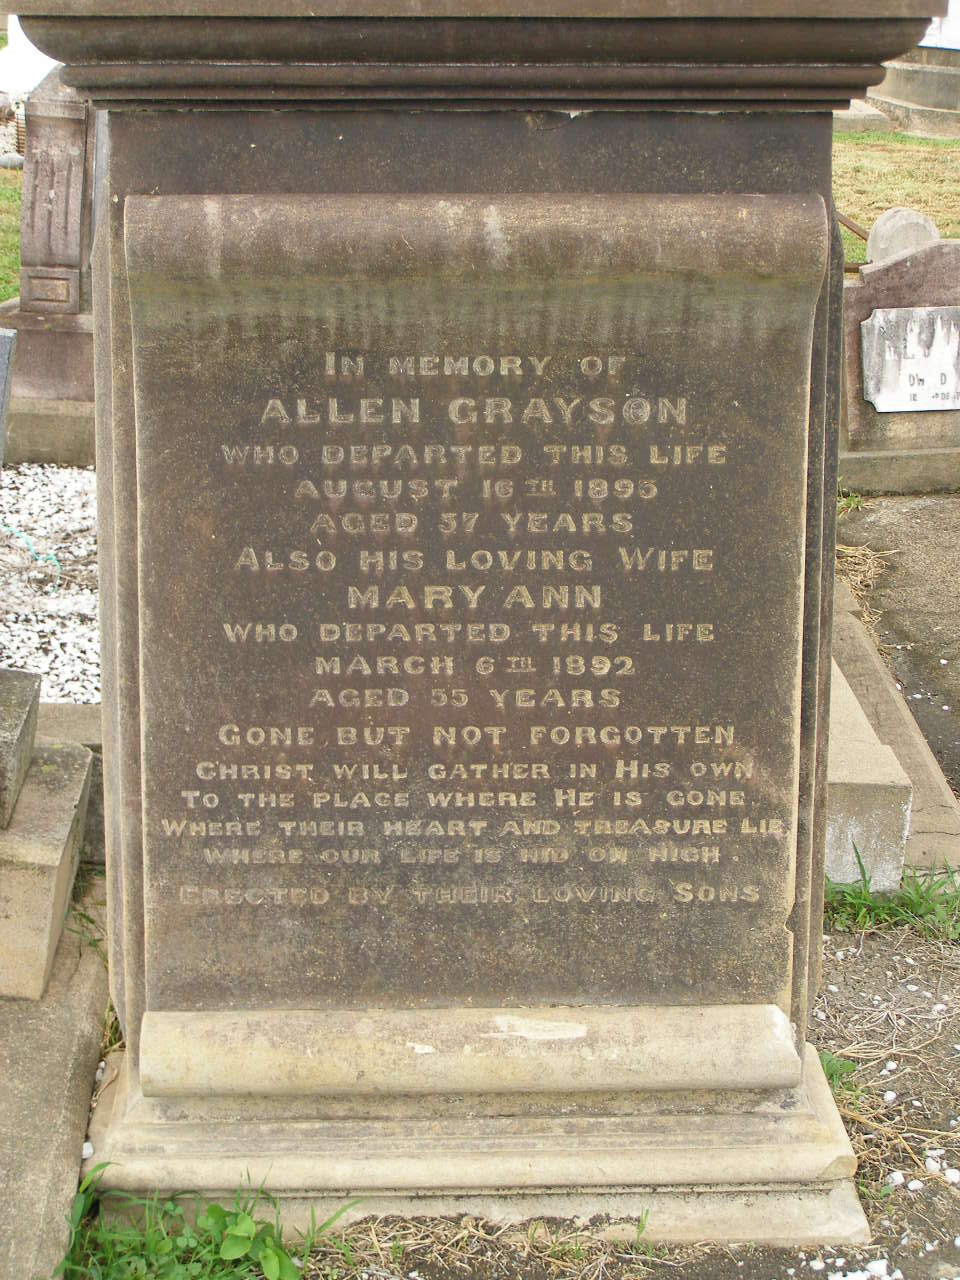 IN MEMORY OF
ALLEN GRAYSON
WHO DEPARTED THIS LIFE
AUGUST 16TH 1895
AGED 57 YEARS
ALSO HIS LOVING WIFE
MARY ANN
WHO DEPARTED THIS LIFE
MARCH 6TH 1892
AGED 55 YEARS
GONE BUT NOT FORGOTTEN
CHRIST WILL GATHER IN HIS OWN
TO THE PLACE WHERE HE IS GONE.
WHERE THEIR HEART AND TREASURE LIE
WHERE OUR LIFE IS HID ON HIGH.
ERECTED BY THEIR LOVING SONS